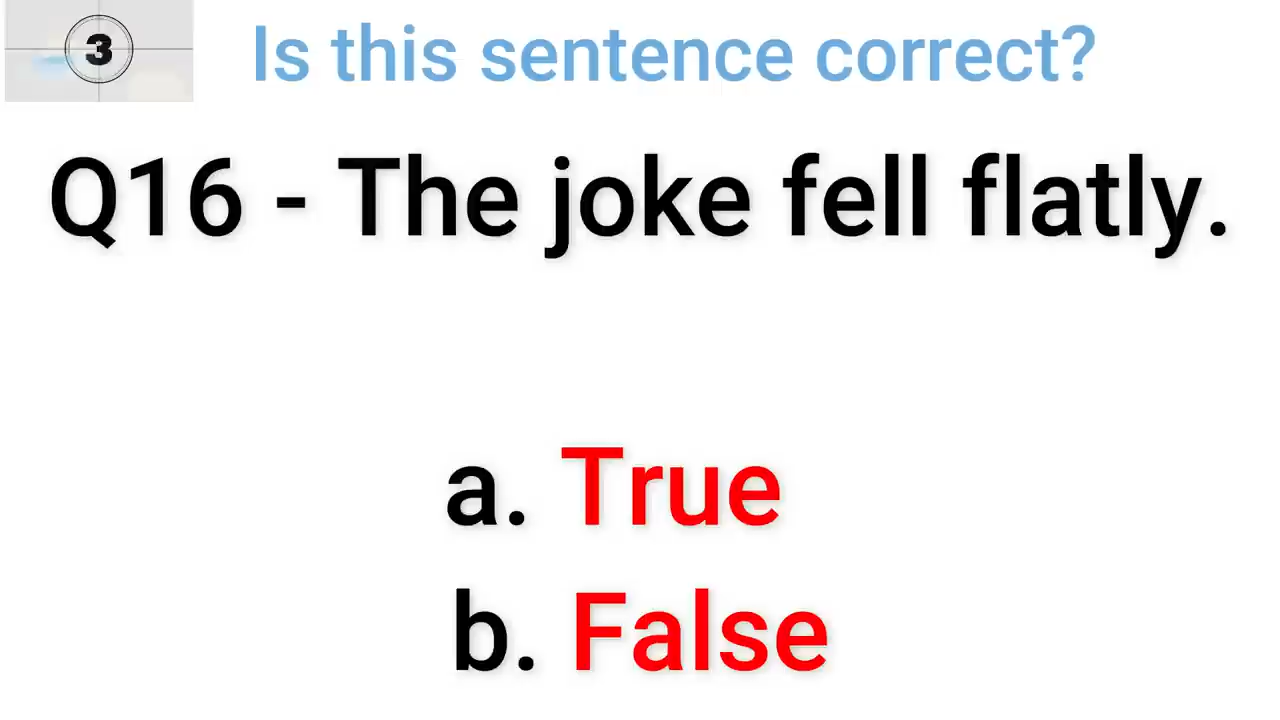 3
Is this sentence correct?
Q16 - The joke fell flatly.
a. True
b. False